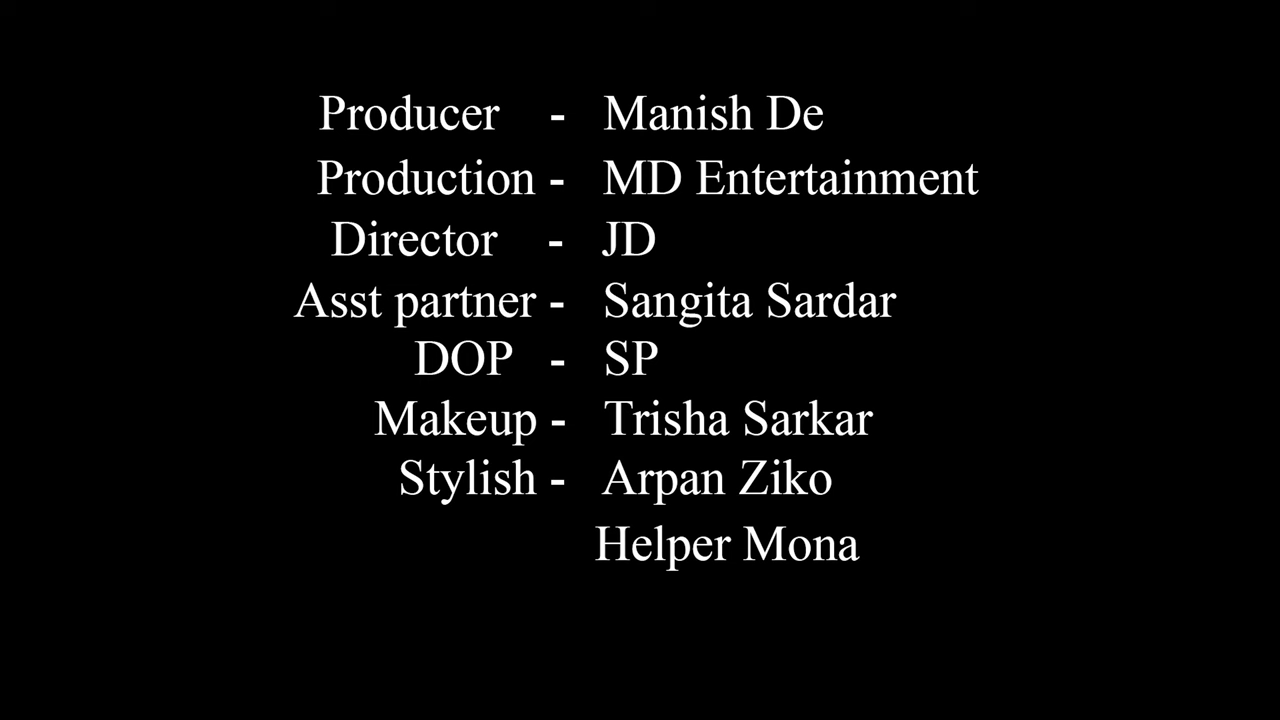 Producer - Manish De
Production - MD Entertainment
Director - JD
Asst partner - Sangita Sardar
DOP - SP
Makeup - Trisha Sarkar
Stylish - Arpan Ziko
Helper Mona